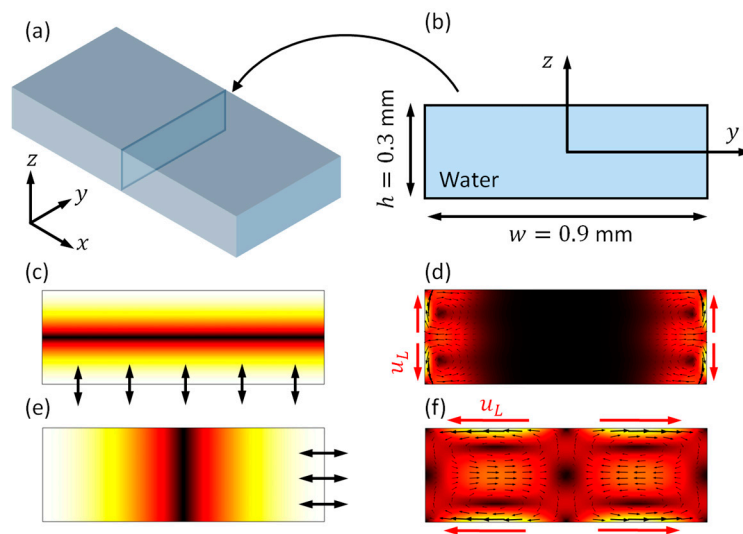 (a)
z
y
x
(b)
z
y
Water
h = 0.3 mm
w = 0.9 mm
(c)
(d)
u_L
(e)
(f)
u_L